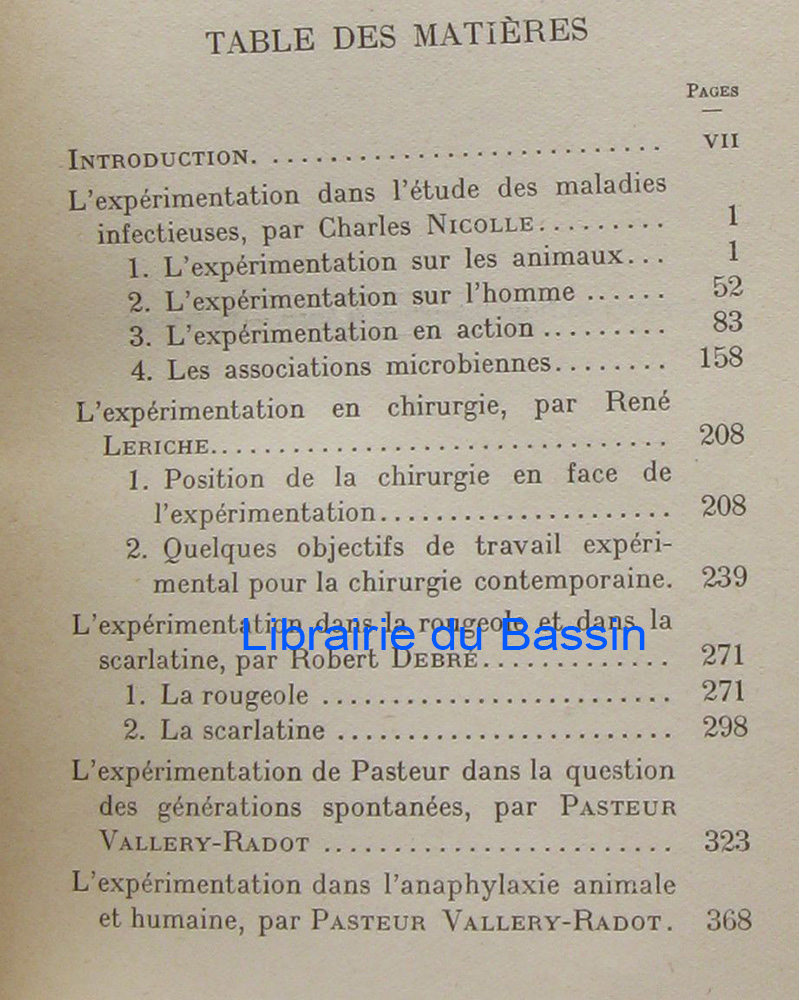 TABLE DES MATIÈRES
PAGES
INTRODUCTION. . . . . . . . . . . . . . . . . . . . . . . . . . . . VII
L'expérimentation dans l'étude des maladies
infectieuses, par Charles NICOLLE......... 1
1. L'expérimentation sur les animaux... 1
2. L'expérimentation sur l'homme ...... 52
3. L'expérimentation en action ......... 83
4. Les associations microbiennes........ 158
L'expérimentation en chirurgie, par René
LERICHE.................................. 208
1. Position de la chirurgie en face de
l'expérimentation..................... 208
2. Quelques objectifs de travail expéri-
mental pour la chirurgie contemporaine. 239
L'expérimentation dans la rougeole et dans la
Librairie du Bassin
scarlatine, par Robert DEBRÉ............. 271
1. La rougeole ......................... 271
2. La scarlatine ........................ 298
L'expérimentation de Pasteur dans la question
des générations spontanées, par PASTEUR
VALLERY-RADOT ......................... 323
L'expérimentation dans l'anaphylaxie animale
et humaine, par PASTEUR VALLERY-RADOT. 368